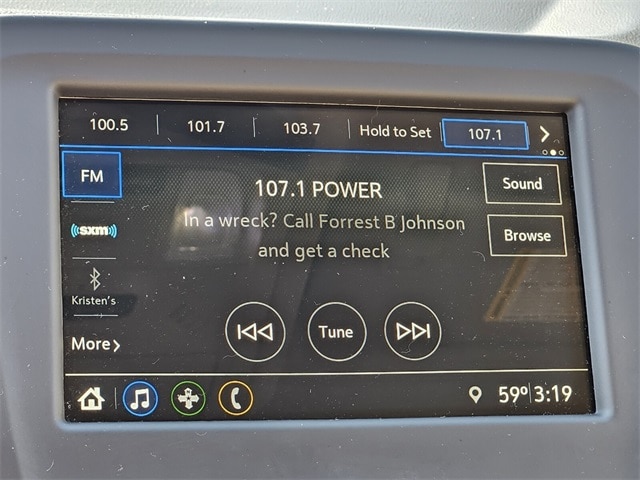 100.5 101.7 103.7 Hold to Set 107.1
FM
107.1 POWER
Sound
In a wreck? Call Forrest B Johnson
and get a check
((sxm))
Browse
Kristen's
Tune
More
59° 3:19